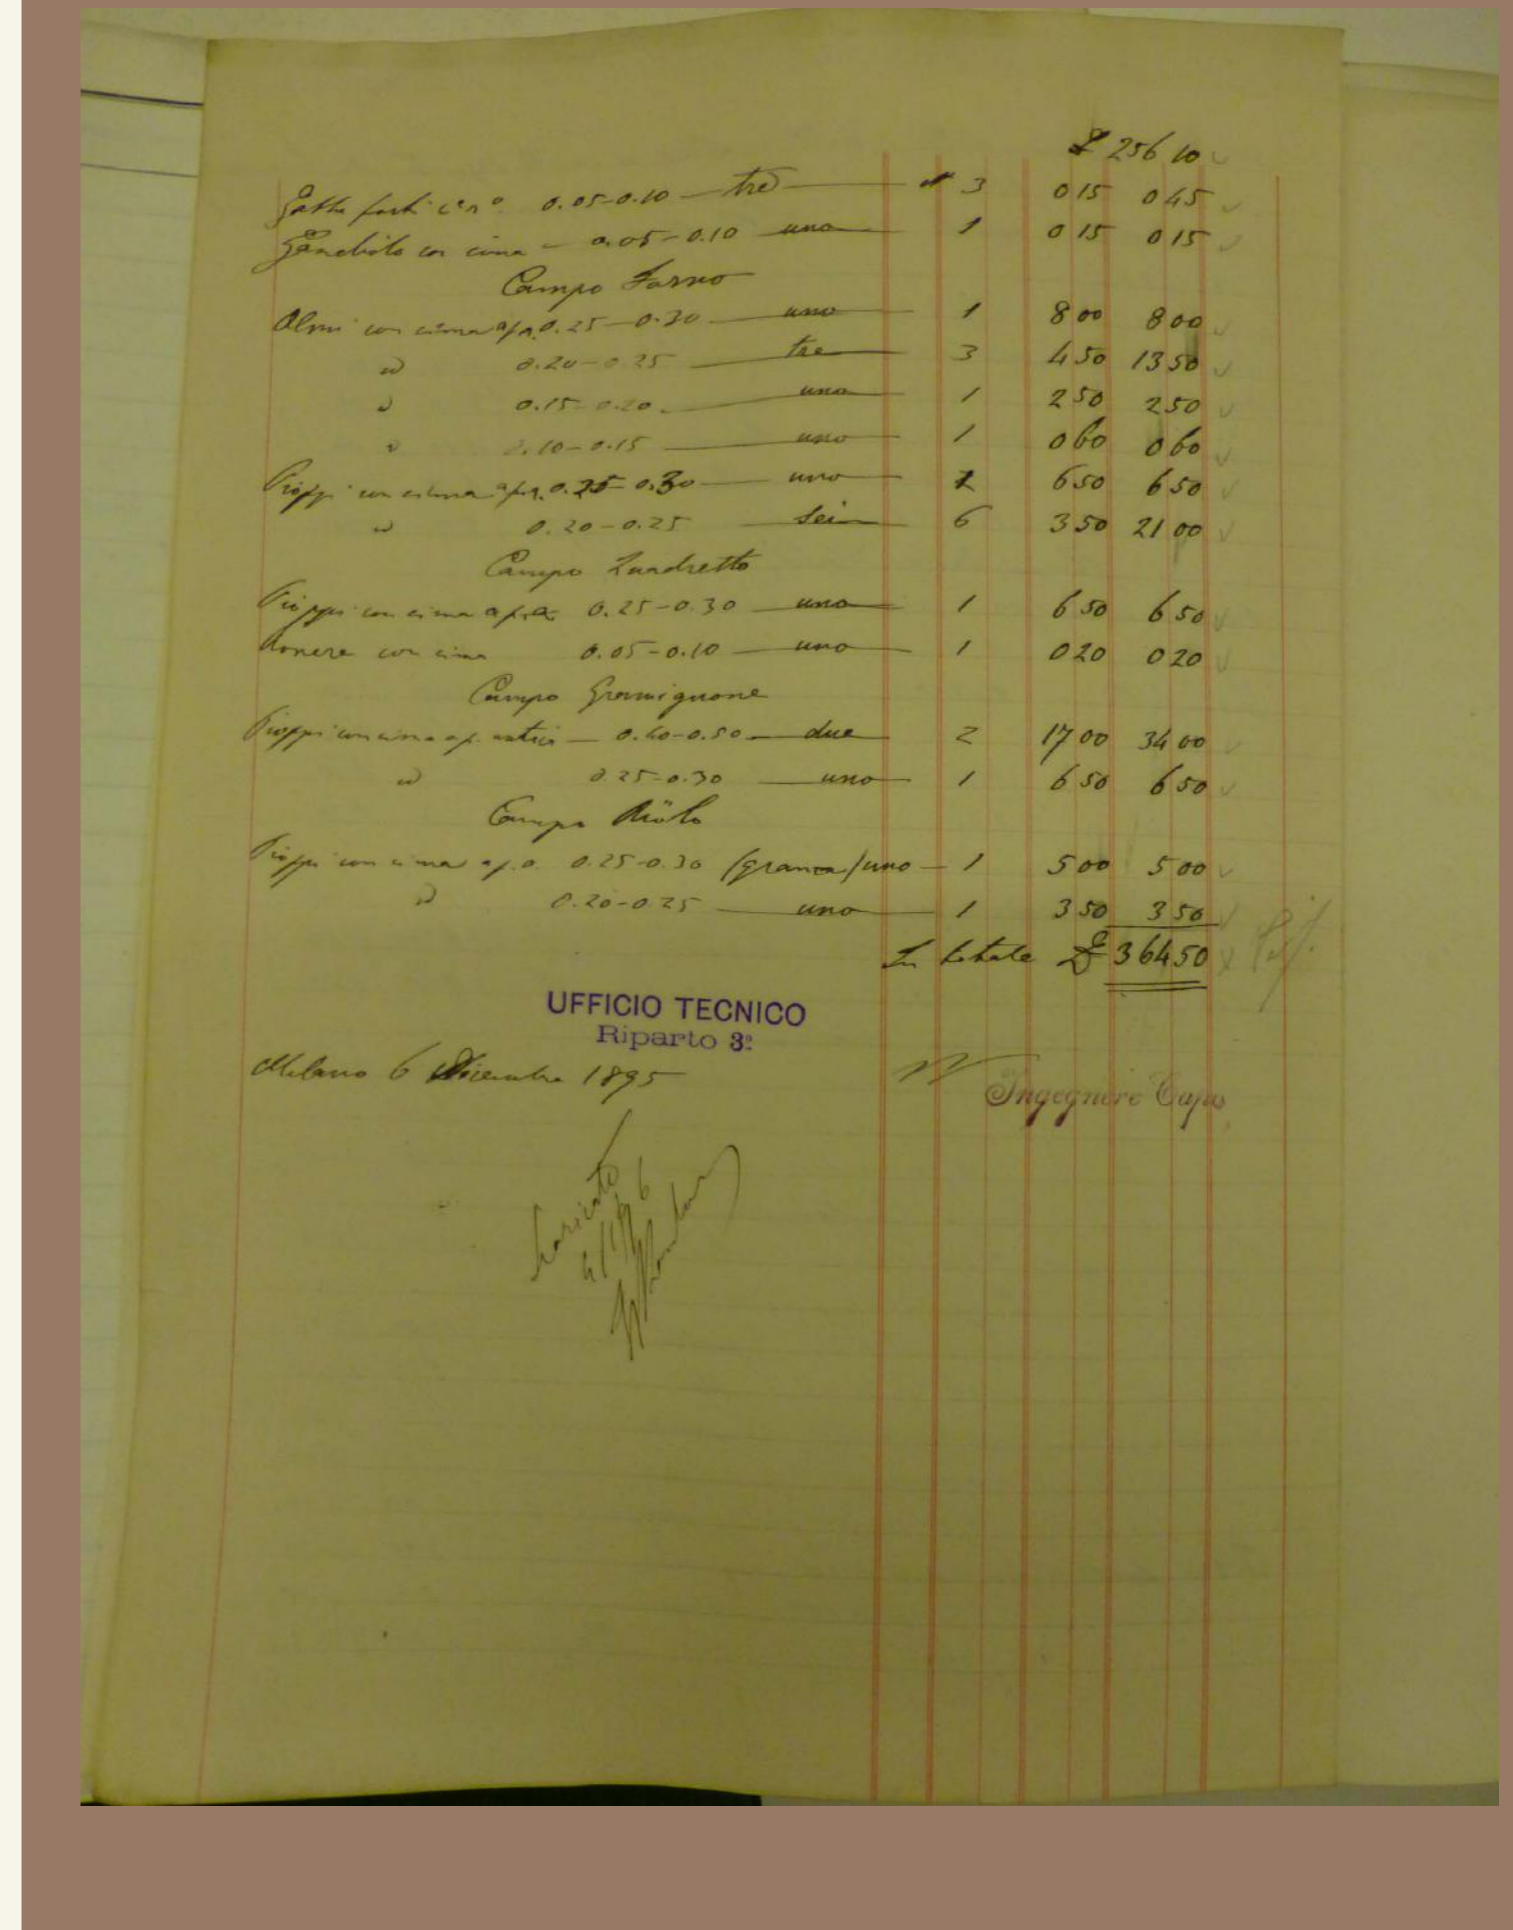 £ 256 10
0.05-0.10 — tre — 3 0 15 0 45
con cima — 0.05-0.10 uno 1 0 15 0 15
Campo
Olmi con cima 0.25-0.30 uno 1 8 00 8 00
id 0.20-0.25 tre 3 4 50 13 50
id 0.15-0.20 uno 1 2 50 2 50
id 0.10-0.15 uno 1 0 60 0 60
Pioppi con cima 0.25-0.30 uno 1 6 50 6 50
id 0.20-0.25 sei 6 3 50 21 00
Campo Quadretto
Pioppi con cima 0.25-0.30 uno 1 6 50 6 50
con cima 0.05-0.10 uno 1 0 20 0 20
Campo Gramignone
Pioppi con cima 0.40-0.50 due 2 17 00 34 00
id 0.25-0.30 uno 1 6 50 6 50
Campo
Pioppi con cima 0.25-0.30 uno 1 5 00 5 00
id 0.20-0.25 uno 1 3 50 3 50
In totale £ 364 50
UFFICIO TECNICO
Riparto 3º
Milano 6 Dicembre 1895
Ingegnere Capo